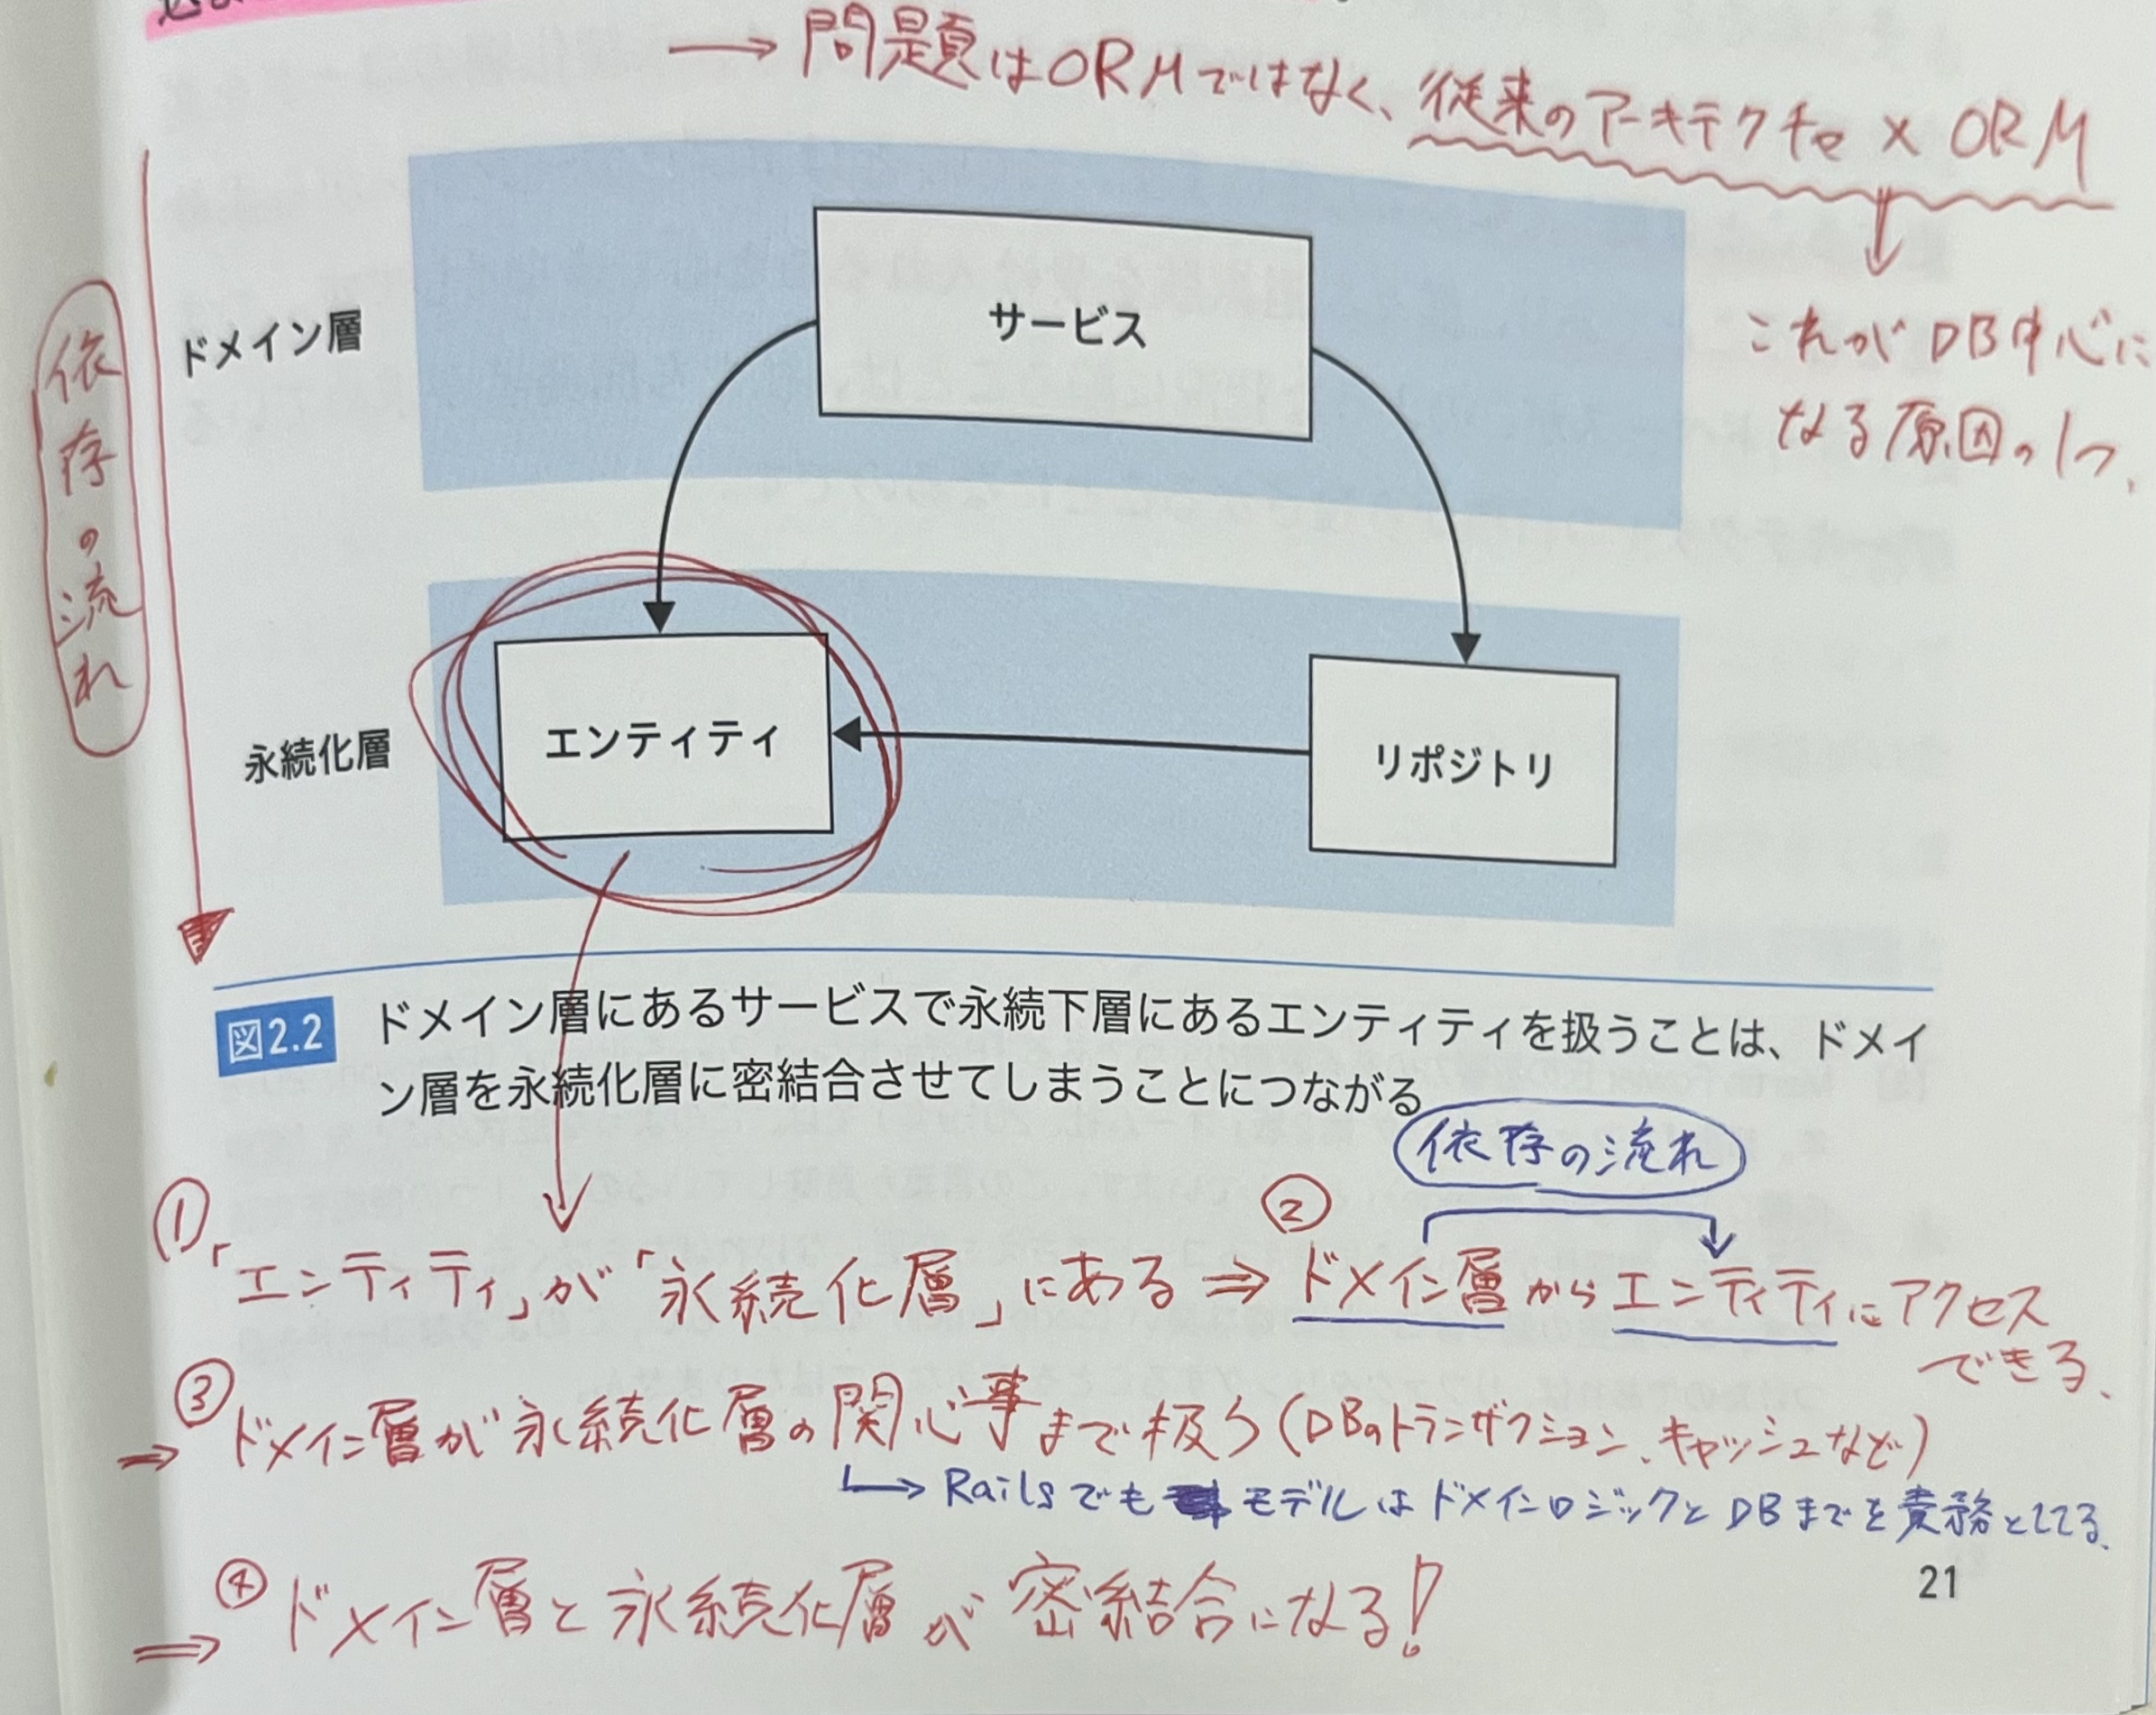 → 問題はORMではなく、従来のアーキテクチャ × ORM
これがDB中心に
なる原因の1つ、
依存の流れ
ドメイン層
サービス
永続化層
エンティティ
リポジトリ
図2.2 ドメイン層にあるサービスで永続下層にあるエンティティを扱うことは、ドメイ
ン層を永続化層に密結合させてしまうことにつながる
依存の流れ
①「エンティティ」が「永続化層」にある ⇒ ②ドメイン層からエンティティにアクセス
できる、
⇒ ③ドメイン層が永続化層の関心事まで扱う(DBのトランザクション、キャッシュなど)
→ RailsでもモデルはドメインロジックとDBまでを責務としてる、
21
⇒ ④ドメイン層と永続化層が密結合になる!